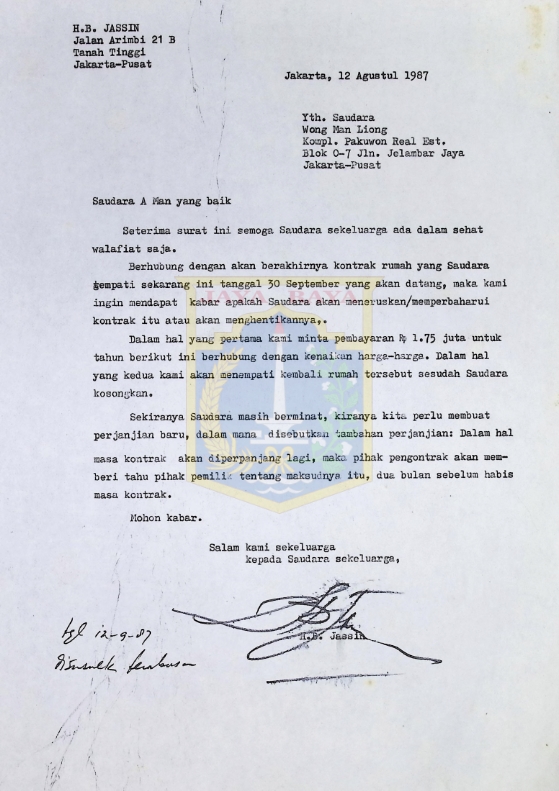 H.B. JASSIN
Jalan Arimbi 21 B
Tanah Tinggi
Jakarta-Pusat
Jakarta, 12 Agustul 1987
Yth. Saudara
Wong Man Liong
Kompl. Pakuwon Real Est.
Blok O-7 Jln. Jelambar Jaya
Jakarta-Pusat
Saudara A Man yang baik
Seterima surat ini semoga Saudara sekeluarga ada dalam sehat
walafiat saja.
Berhubung dengan akan berakhirnya kontrak rumah yang Saudara
tempati sekarang ini tanggal 30 September yang akan datang, maka kami
ingin mendapat kabar apakah Saudara akan meneruskan/memperbaharui
kontrak itu atau akan menghentikannya,.
Dalam hal yang pertama kami minta pembayaran Rp 1.75 juta untuk
tahun berikut ini berhubung dengan kenaikan harga-harga. Dalam hal
yang kedua kami akan menempati kembali rumah tersebut sesudah Saudara
kosongkan.
Sekiranya Saudara masih berminat, kiranya kita perlu membuat
perjanjian baru, dalam mana disebutkan tambahan perjanjian: Dalam hal
masa kontrak akan diperpanjang lagi, maka pihak pengontrak akan mem-
beri tahu pihak pemilik tentang maksudnya itu, dua bulan sebelum habis
masa kontrak.
Mohon kabar.
Salam kami sekeluarga
kepada Saudara sekeluarga,
H.B. Jassin
tgl 12-9-87
JAYA RAYA